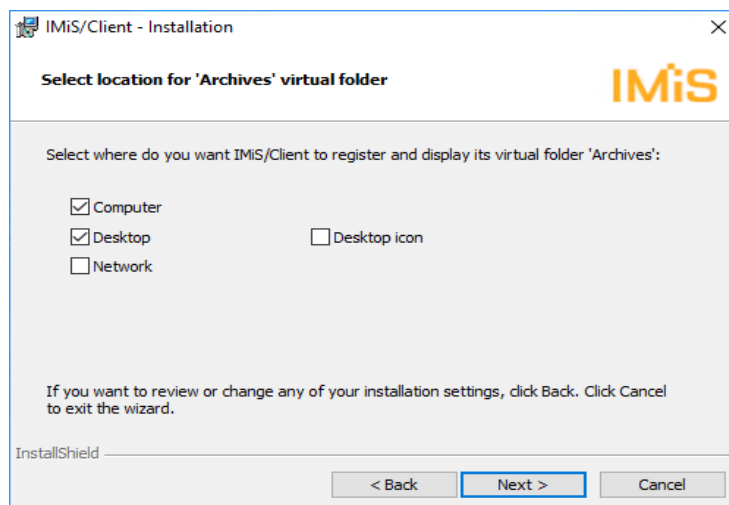 IMiS/Client - Installation
Select location for 'Archives' virtual folder
IMiS
Select where do you want IMiS/Client to register and display its virtual folder 'Archives':
Computer
Desktop
Desktop icon
Network
If you want to review or change any of your installation settings, click Back. Click Cancel
to exit the wizard.
InstallShield
< Back
Next >
Cancel